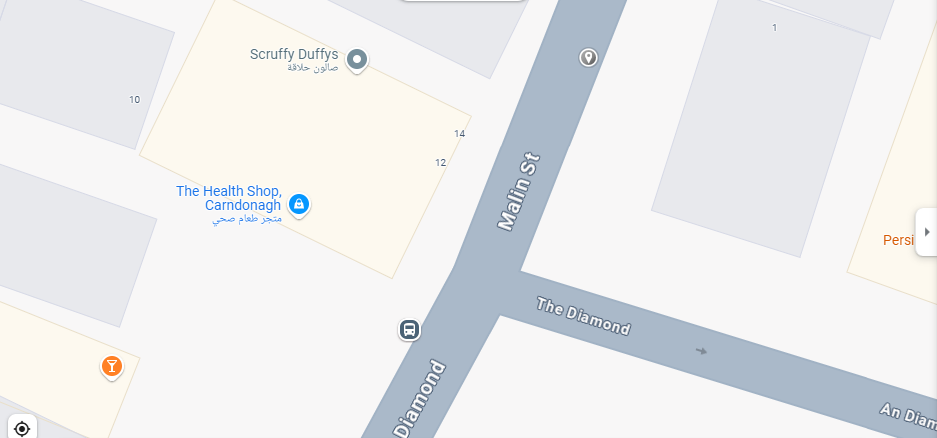 1
Scruffy Duffys
صالون حلاقة
10
14
12
Malin St
The Health Shop,
Carndonagh
متجر طعام صحي
Persi
The Diamond
Diamond
An Diam